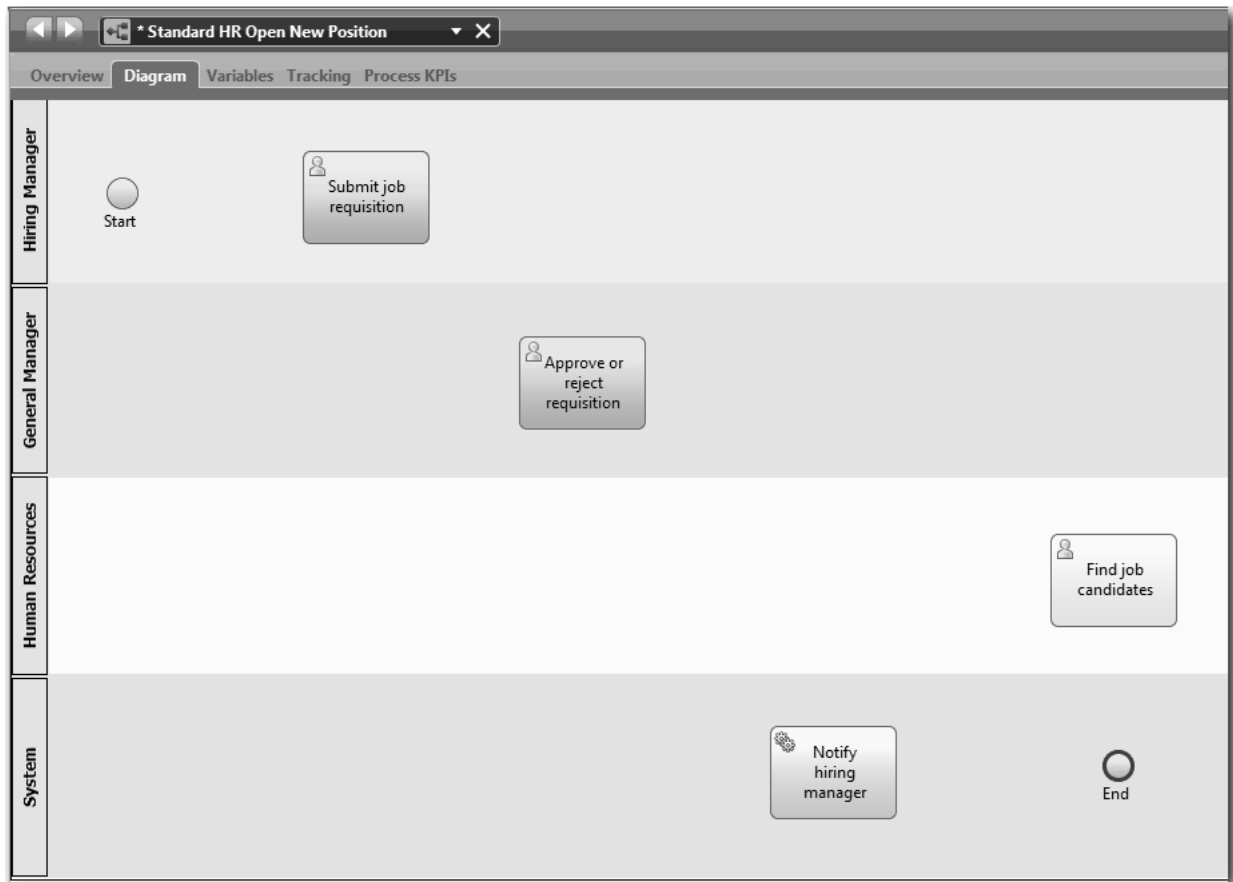 * Standard HR Open New Position
Overview Diagram Variables Tracking Process KPIs
Hiring Manager
Start
Submit job
requisition
General Manager
Approve or
reject
requisition
Human Resources
Find job
candidates
System
Notify
hiring
manager
End